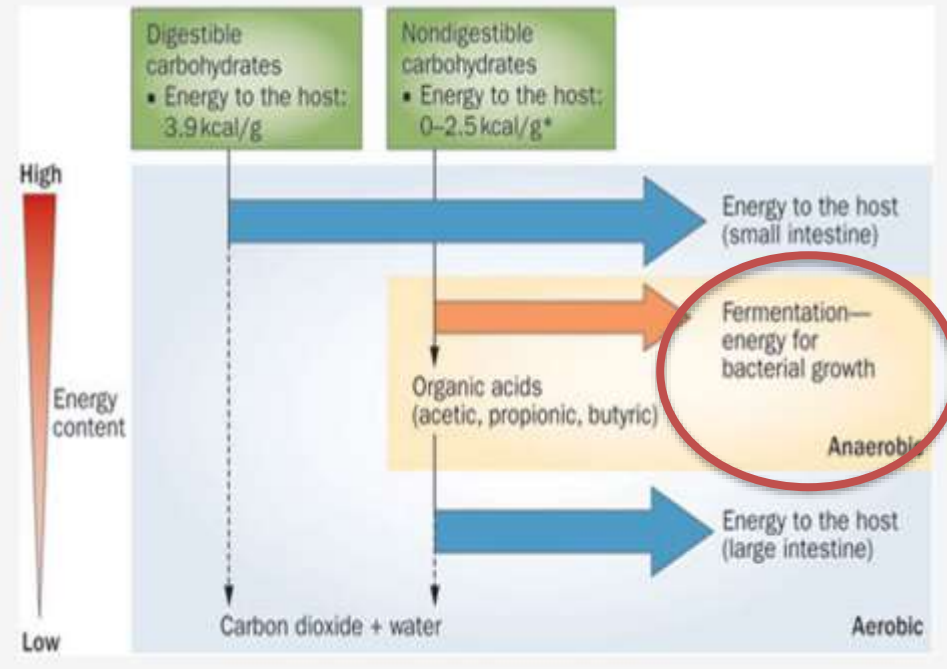 Digestible
carbohydrates
▪ Energy to the host:
3.9 kcal/g
Nondigestible
carbohydrates
▪ Energy to the host:
0–2.5 kcal/g*
High
Energy
content
Low
Energy to the host
(small intestine)
Fermentation—
energy for
bacterial growth
Organic acids
(acetic, propionic, butyric)
Anaerobic
Energy to the host
(large intestine)
Carbon dioxide + water
Aerobic